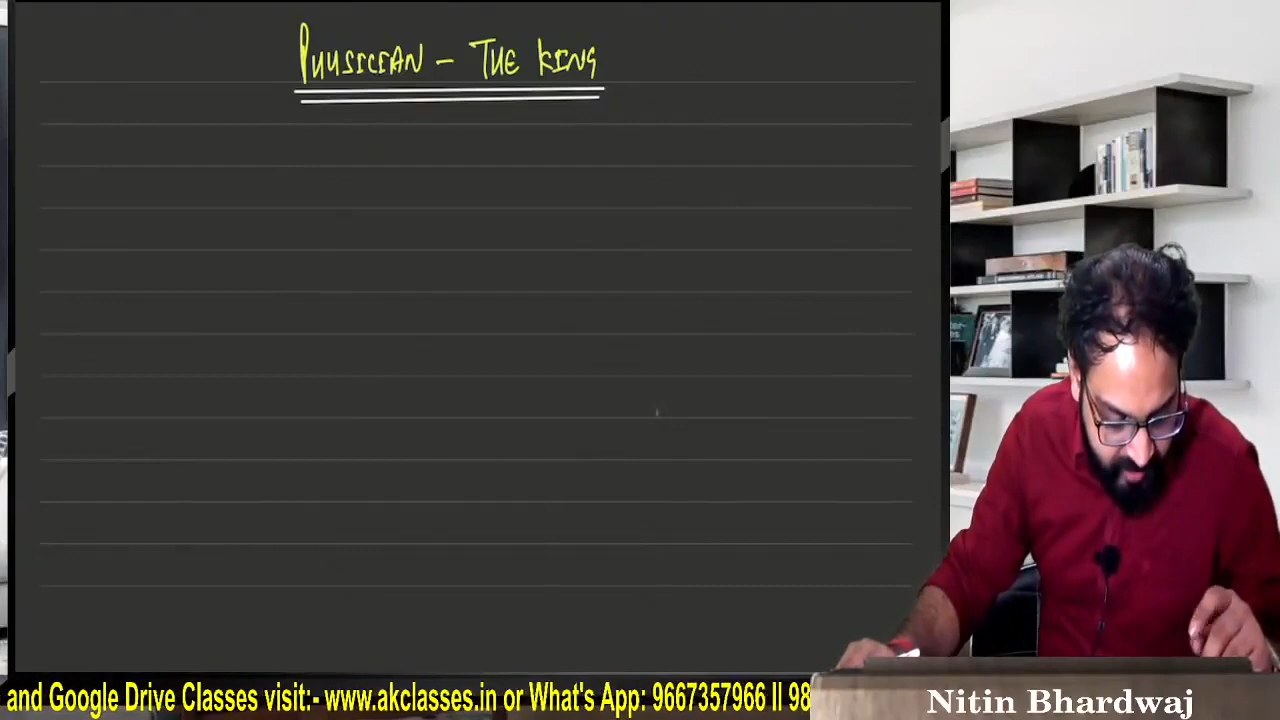 PHYSICIAN - THE KING
and Google Drive Classes visit:- www.akclasses.in or What's App: 9667357966 II 98
Nitin Bhardwaj